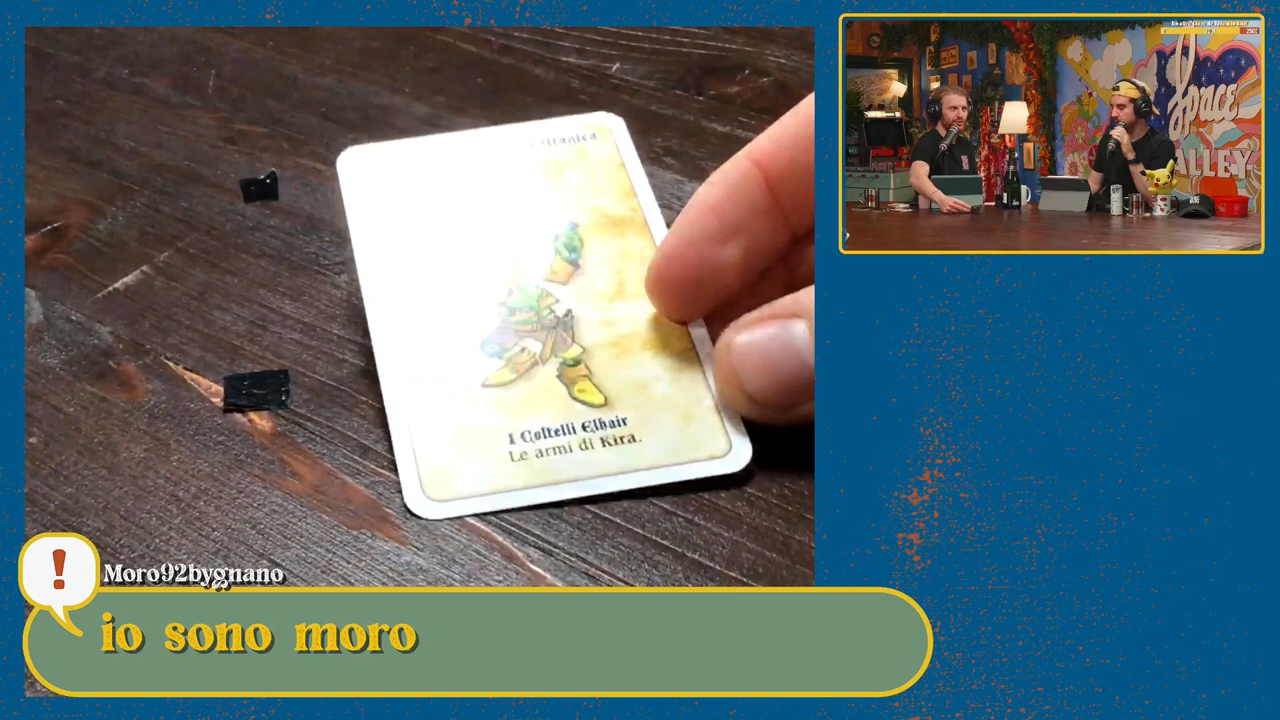 I Coltelli Elhair
Le armi di Kira.
Moro92bygnano
!
io sono moro
Space
VALLEY